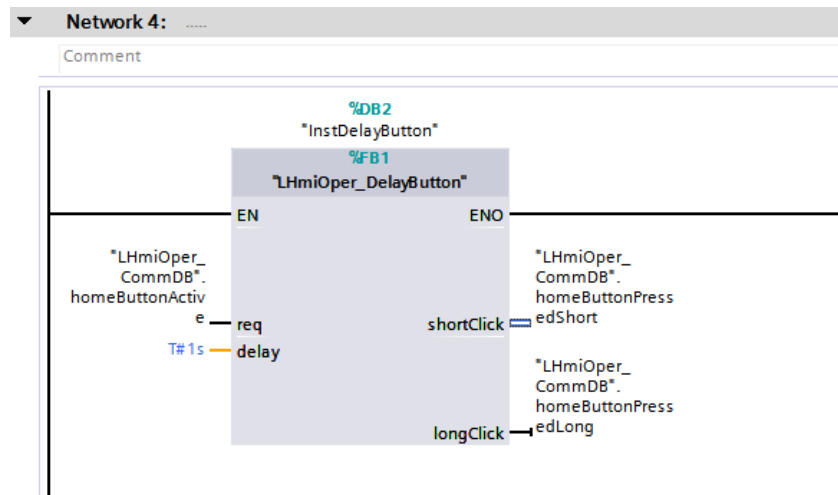 Network 4: .....
Comment
%DB2
"InstDelayButton"
%FB1
"LHmiOper_DelayButton"
EN
ENO
"LHmiOper_
CommDB".
homeButtonActiv
e
req
T#1s
delay
shortClick
"LHmiOper_
CommDB".
homeButtonPress
edShort
longClick
"LHmiOper_
CommDB".
homeButtonPress
edLong